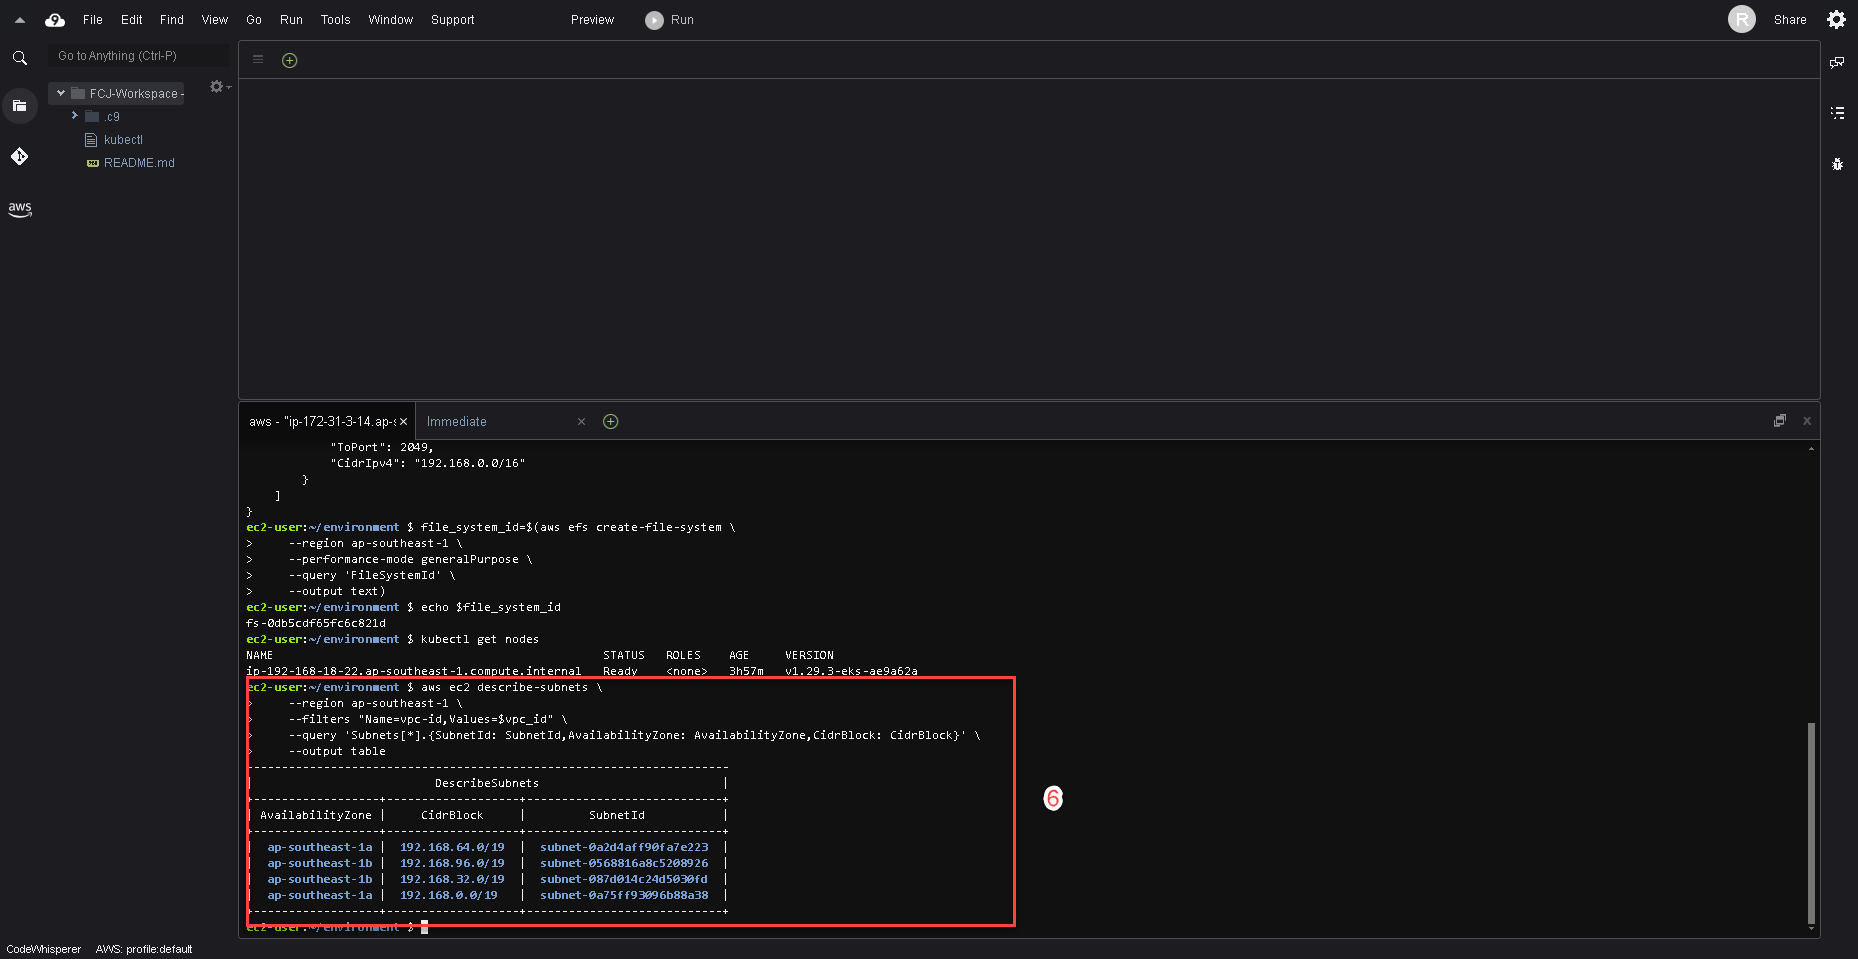 File Edit Find View Go Run Tools Window Support Preview Run R Share
Go to Anything (Ctrl-P)
FCJ-Workspace -
.c9
kubectl
README.md
aws
aws - "ip-172-31-3-14.ap-s Immediate
"ToPort": 2049,
"CidrIpv4": "192.168.0.0/16"
}
]
}
ec2-user:~/environment $ file_system_id=$(aws efs create-file-system \
> --region ap-southeast-1 \
> --performance-mode generalPurpose \
> --query 'FileSystemId' \
> --output text)
ec2-user:~/environment $ echo $file_system_id
fs-0db5cdf65fc6c821d
ec2-user:~/environment $ kubectl get nodes
NAME STATUS ROLES AGE VERSION
ip-192-168-18-22.ap-southeast-1.compute.internal Ready <none> 3h57m v1.29.3-eks-ae9a62a
ec2-user:~/environment $ aws ec2 describe-subnets \
> --region ap-southeast-1 \
> --filters "Name=vpc-id,Values=$vpc_id" \
> --query 'Subnets[*].{SubnetId: SubnetId,AvailabilityZone: AvailabilityZone,CidrBlock: CidrBlock}' \
> --output table
--------------------------------------------------------------------
| DescribeSubnets |
+-------------------+-------------------+----------------------------+
| AvailabilityZone | CidrBlock | SubnetId |
+-------------------+-------------------+----------------------------+
| ap-southeast-1a | 192.168.64.0/19 | subnet-0a2d4aff90fa7e223 |
| ap-southeast-1b | 192.168.96.0/19 | subnet-0568816a8c5208926 |
| ap-southeast-1b | 192.168.32.0/19 | subnet-087d014c24d5030fd |
| ap-southeast-1a | 192.168.0.0/19 | subnet-0a75ff93096b88a38 |
+-------------------+-------------------+----------------------------+
ec2-user:~/environment $
6
CodeWhisperer AWS: profile:default